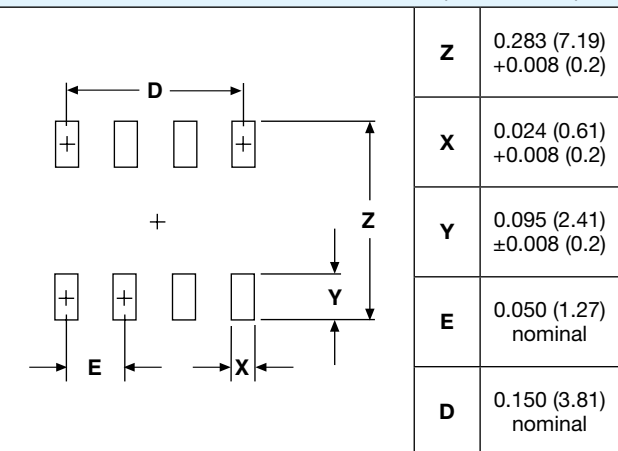 D
Z
Y
E
X
Z 0.283 (7.19)
+0.008 (0.2)
X 0.024 (0.61)
+0.008 (0.2)
Y 0.095 (2.41)
±0.008 (0.2)
E 0.050 (1.27)
nominal
D 0.150 (3.81)
nominal